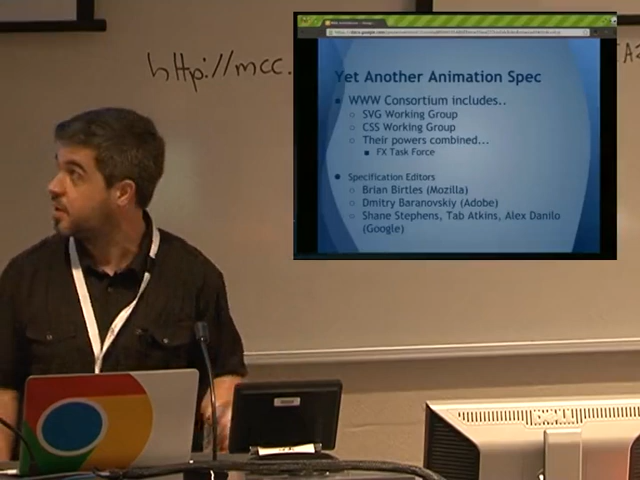 http://mcc.
Yet Another Animation Spec
WWW Consortium includes..
SVG Working Group
CSS Working Group
Their powers combined...
FX Task Force
Specification Editors
Brian Birtles (Mozilla)
Dmitry Baranovskiy (Adobe)
Shane Stephens, Tab Atkins, Alex Danilo
(Google)